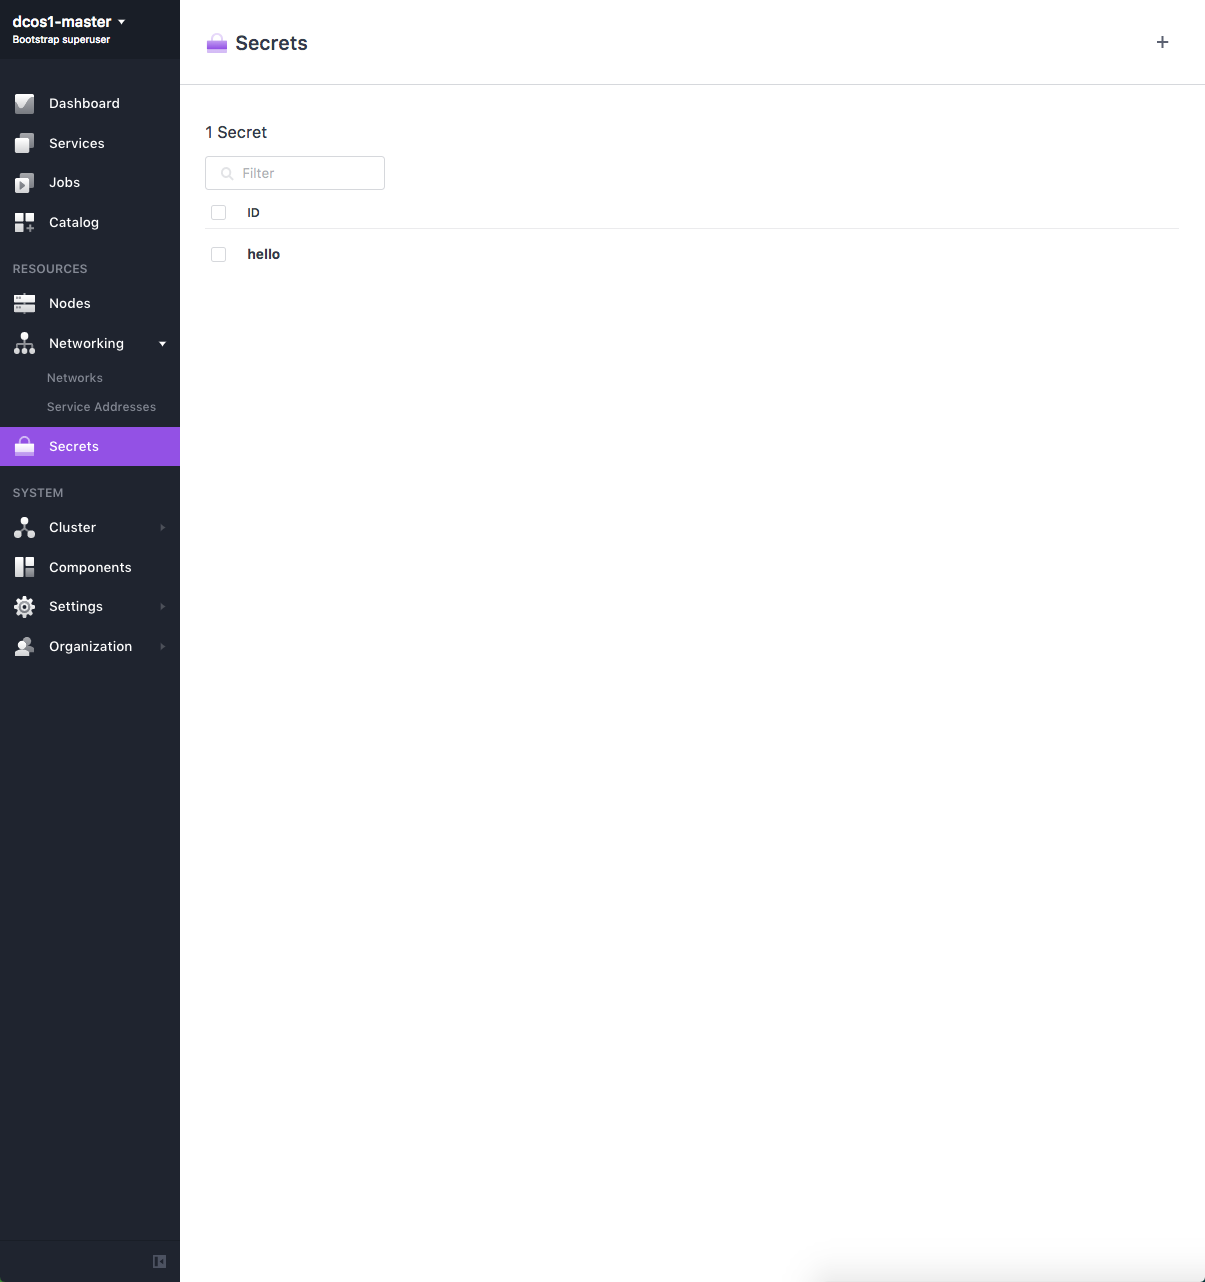 dcos1-master
Bootstrap superuser
Dashboard
Services
Jobs
Catalog
RESOURCES
Nodes
Networking
Networks
Service Addresses
Secrets
SYSTEM
Cluster
Components
Settings
Organization
Secrets
1 Secret
Filter
ID
hello